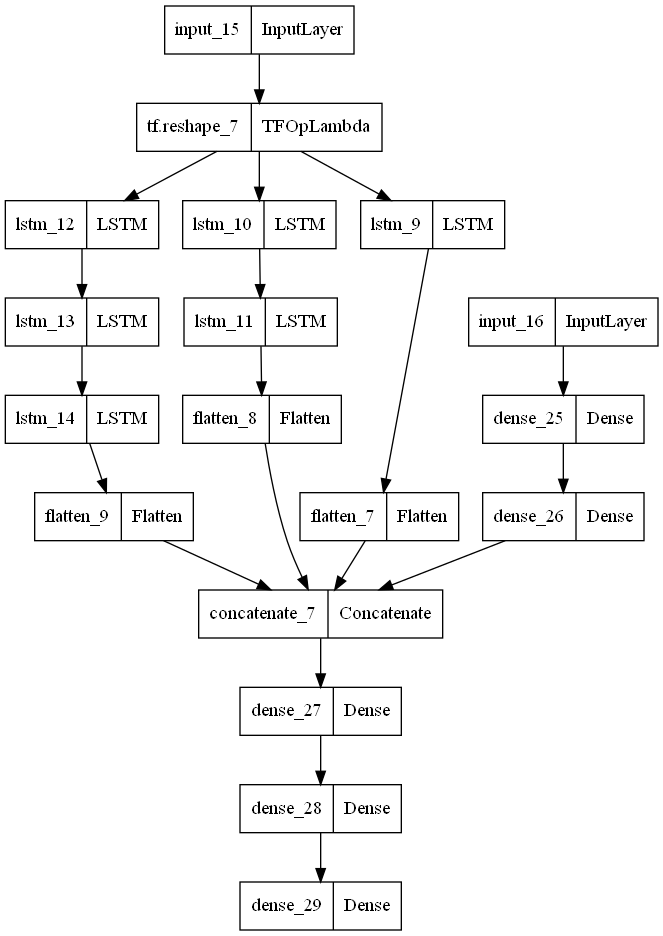 input_15 InputLayer
tf.reshape_7 TFOpLambda
lstm_12 LSTM
lstm_10 LSTM
lstm_9 LSTM
lstm_13 LSTM
lstm_11 LSTM
input_16 InputLayer
lstm_14 LSTM
flatten_8 Flatten
dense_25 Dense
flatten_9 Flatten
flatten_7 Flatten
dense_26 Dense
concatenate_7 Concatenate
dense_27 Dense
dense_28 Dense
dense_29 Dense